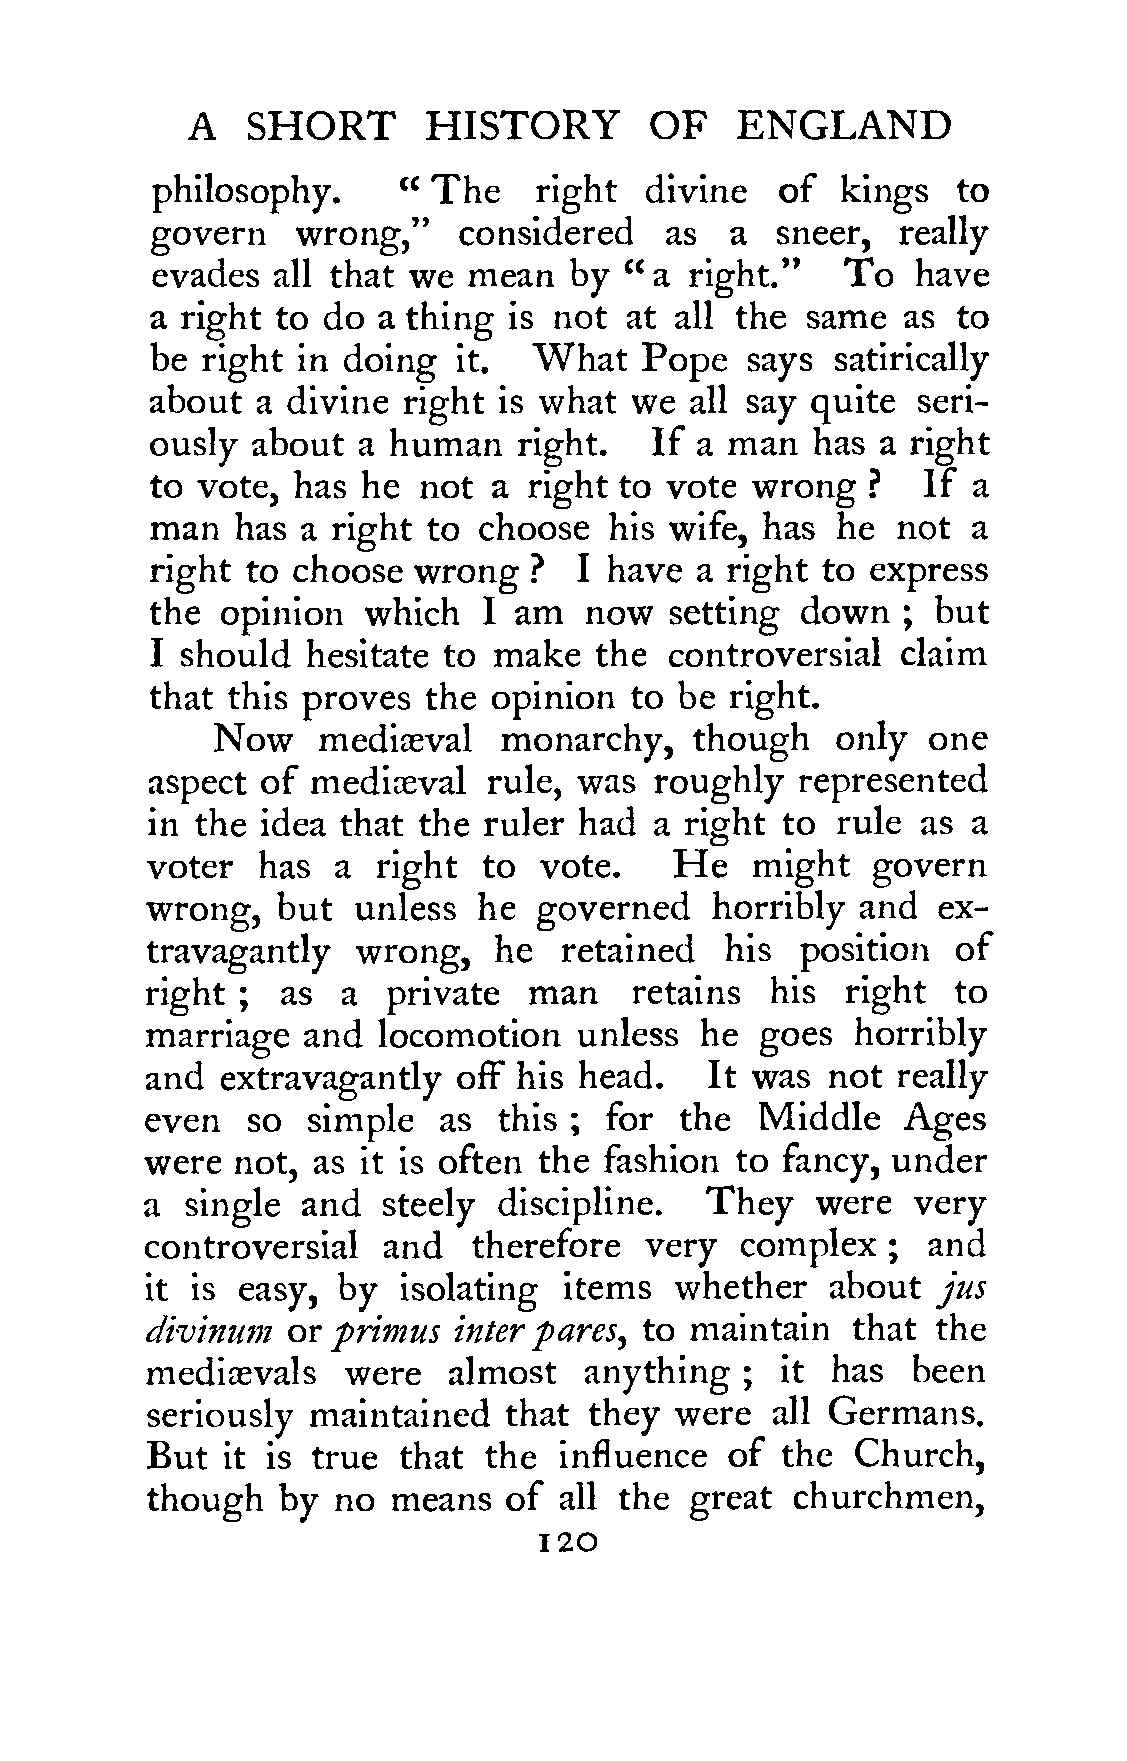 A SHORT HISTORY OF ENGLAND
philosophy. “ The right divine of kings to
govern wrong,” considered as a sneer, really
evades all that we mean by “ a right.” To have
a right to do a thing is not at all the same as to
be right in doing it. What Pope says satirically
about a divine right is what we all say quite seri-
ously about a human right. If a man has a right
to vote, has he not a right to vote wrong ? If a
man has a right to choose his wife, has he not a
right to choose wrong ? I have a right to express
the opinion which I am now setting down ; but
I should hesitate to make the controversial claim
that this proves the opinion to be right.
Now mediæval monarchy, though only one
aspect of mediæval rule, was roughly represented
in the idea that the ruler had a right to rule as a
voter has a right to vote. He might govern
wrong, but unless he governed horribly and ex-
travagantly wrong, he retained his position of
right ; as a private man retains his right to
marriage and locomotion unless he goes horribly
and extravagantly off his head. It was not really
even so simple as this ; for the Middle Ages
were not, as it is often the fashion to fancy, under
a single and steely discipline. They were very
controversial and therefore very complex ; and
it is easy, by isolating items whether about jus
divinum or primus inter pares, to maintain that the
mediævals were almost anything ; it has been
seriously maintained that they were all Germans.
But it is true that the influence of the Church,
though by no means of all the great churchmen,
120